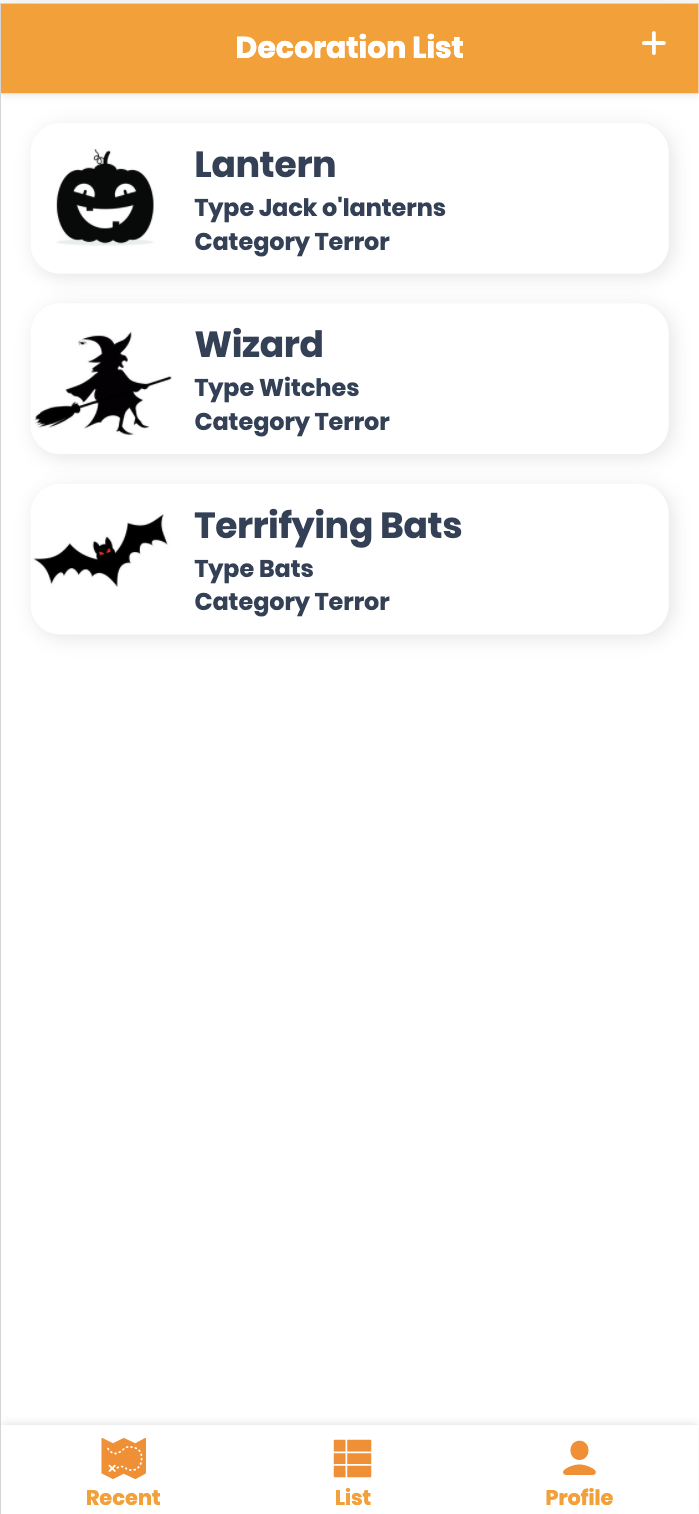 Decoration List
Lantern
Type Jack o'lanterns
Category Terror
Wizard
Type Witches
Category Terror
Terrifying Bats
Type Bats
Category Terror
Recent
List
Profile